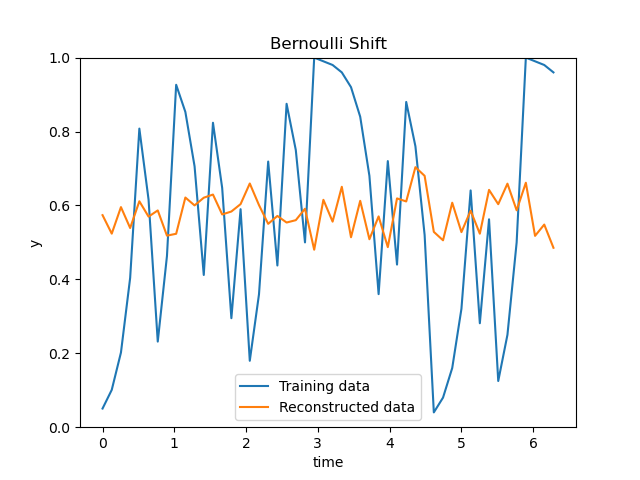 Bernoulli Shift
1.0
0.8
0.6
0.4
0.2
0.0
y
Training data
Reconstructed data
0 1 2 3 4 5 6
time